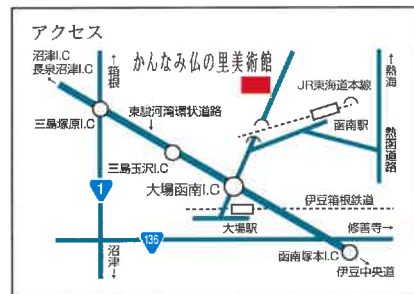 アクセス
沼津I.C
長泉沼津I.C
↑箱根
かんなみ仏の里美術館
JR東海道本線
↑熱海
三島塚原I.C
東駿河湾環状道路
函南駅
熱函道路
三島玉沢I.C
大場函南I.C
1
伊豆箱根鉄道
大場駅
修善寺→
136
沼津↓
函南塚本I.C
伊豆中央道